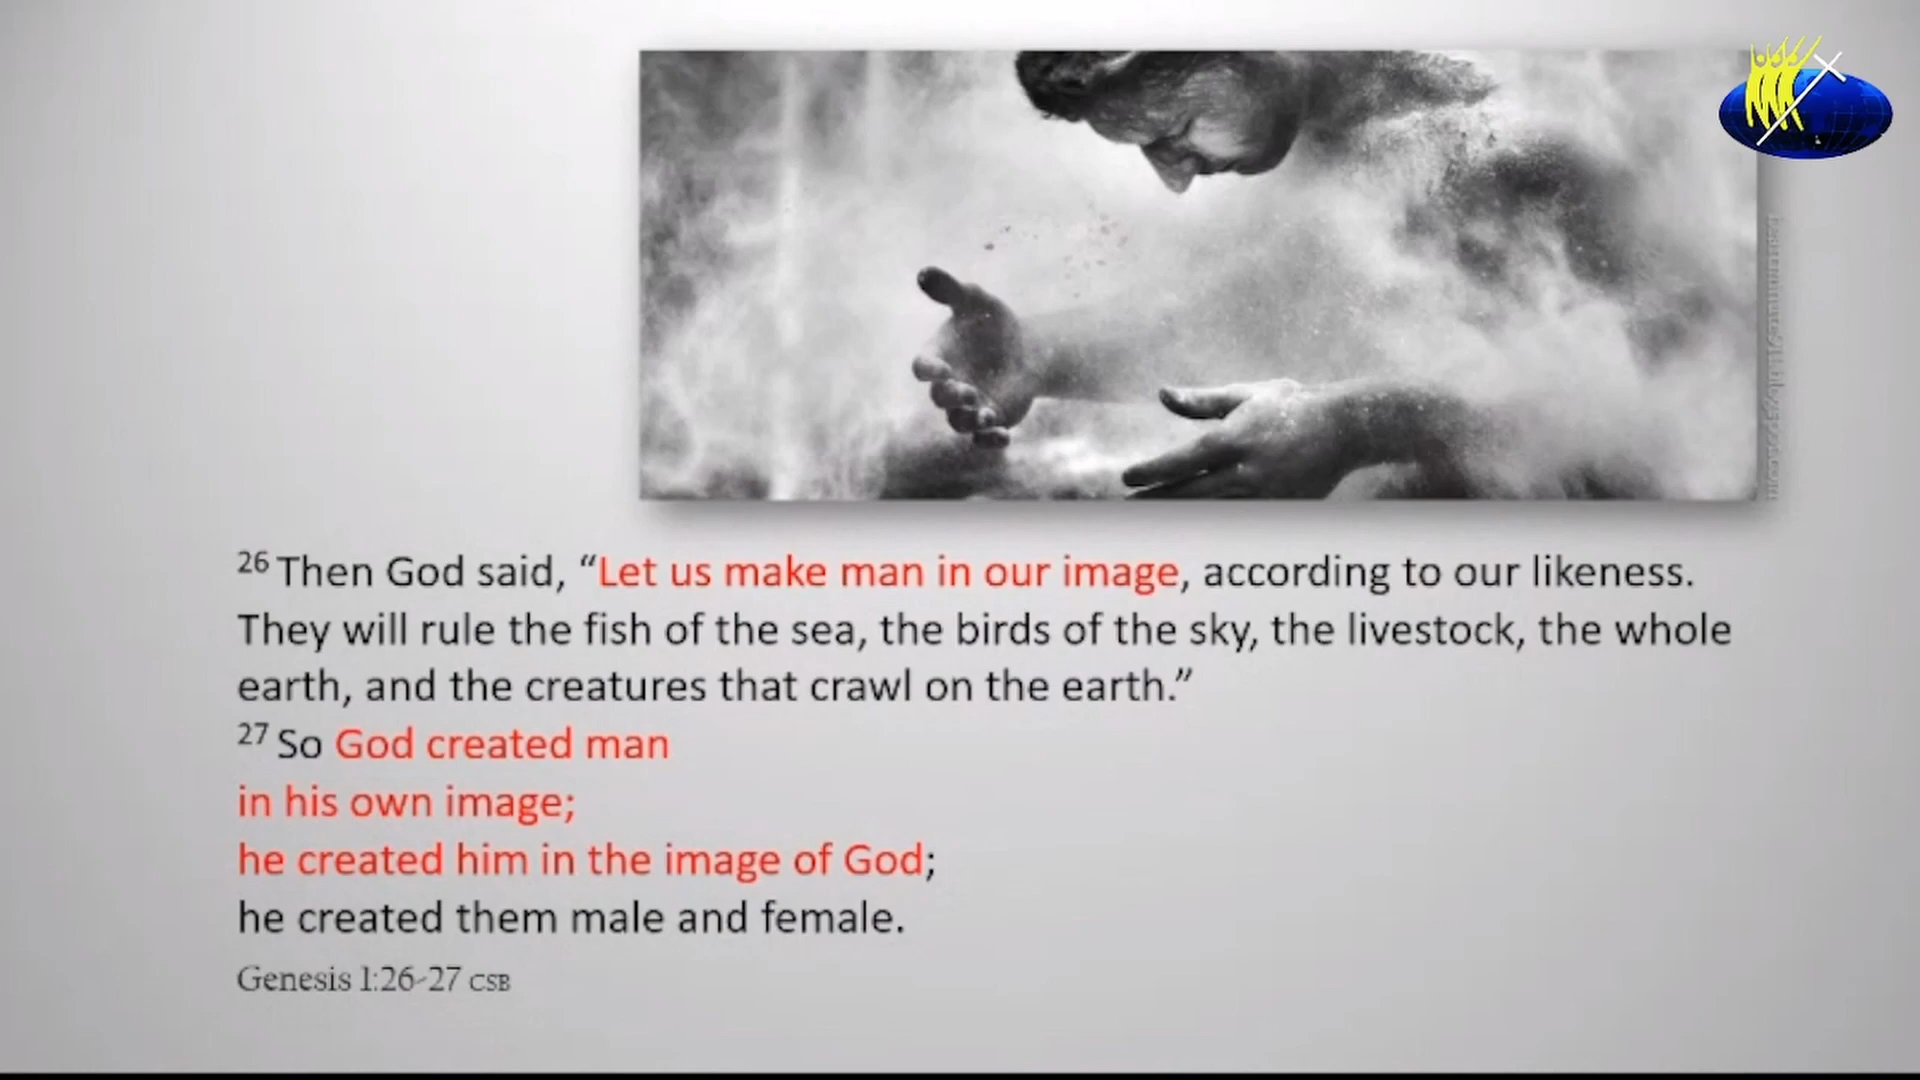 26 Then God said, “Let us make man in our image, according to our likeness.
They will rule the fish of the sea, the birds of the sky, the livestock, the whole
earth, and the creatures that crawl on the earth.”
27 So God created man
in his own image;
he created him in the image of God;
he created them male and female.
Genesis 1:26-27 CSB